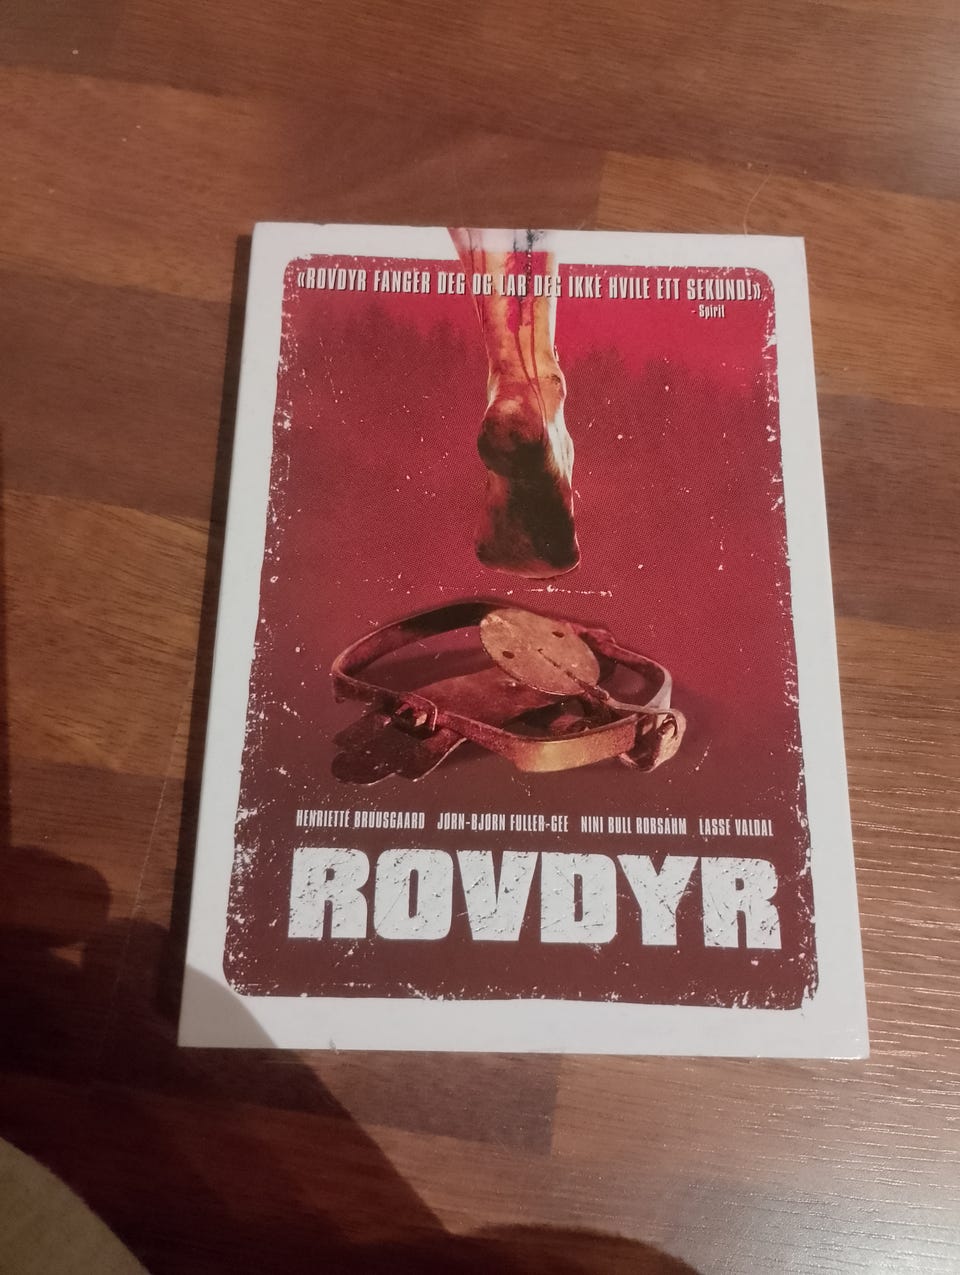 «ROVDYR FANGER DEG OG LAR DEG IKKE HVILE ETT SEKUND!»
- Spirit
HENRIETTE BRUUSGAARD JØRN-BJØRN FULLER-GEE NINI BULL ROBSAHM LASSE VALDAL
ROVDYR